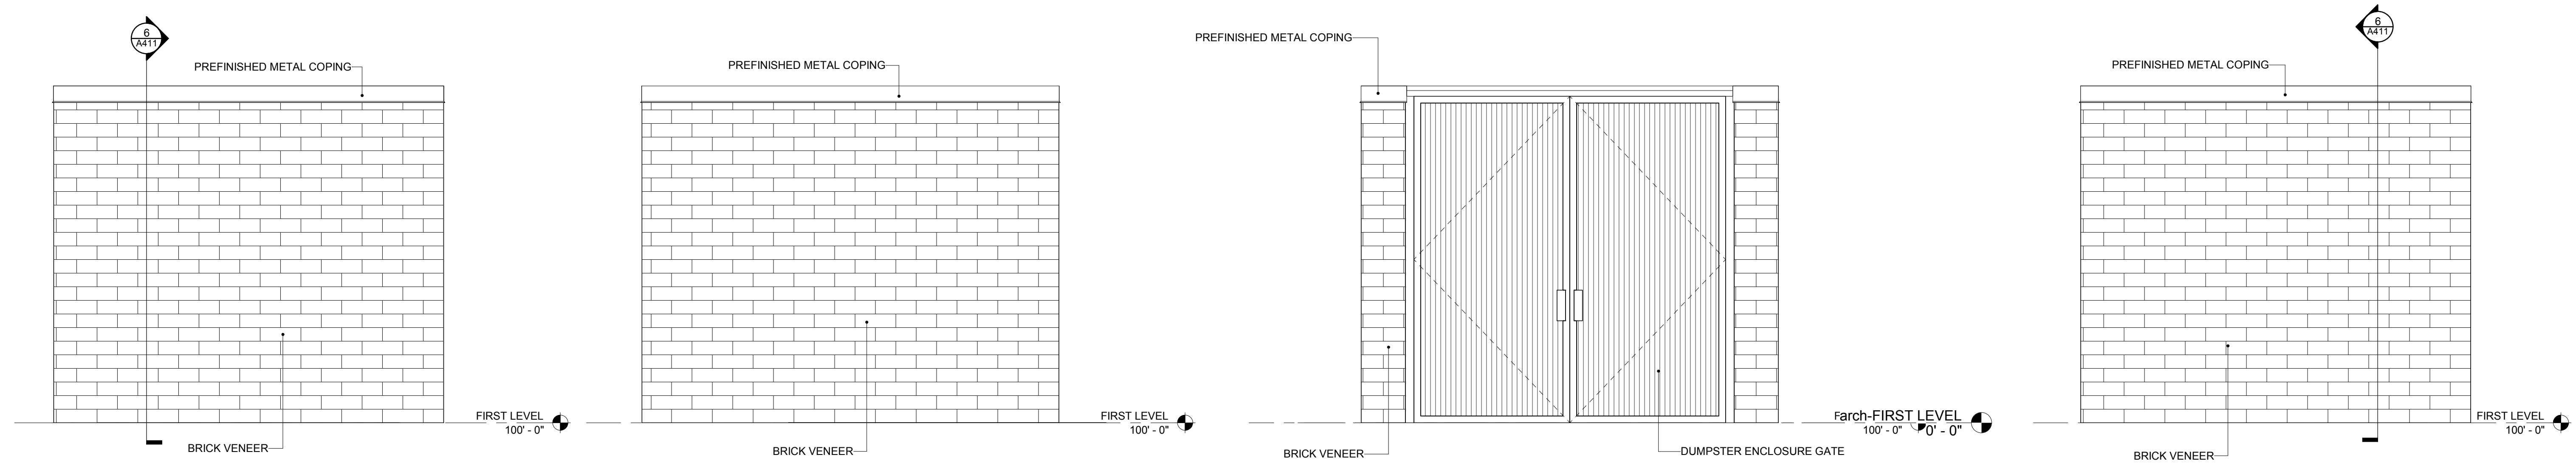 6
A411
PREFINISHED METAL COPING
BRICK VENEER
FIRST LEVEL
100' - 0"
PREFINISHED METAL COPING
BRICK VENEER
FIRST LEVEL
100' - 0"
PREFINISHED METAL COPING
BRICK VENEER
DUMPSTER ENCLOSURE GATE
Farch-FIRST LEVEL
100' - 0" 0' - 0"
6
A411
PREFINISHED METAL COPING
BRICK VENEER
FIRST LEVEL
100' - 0"